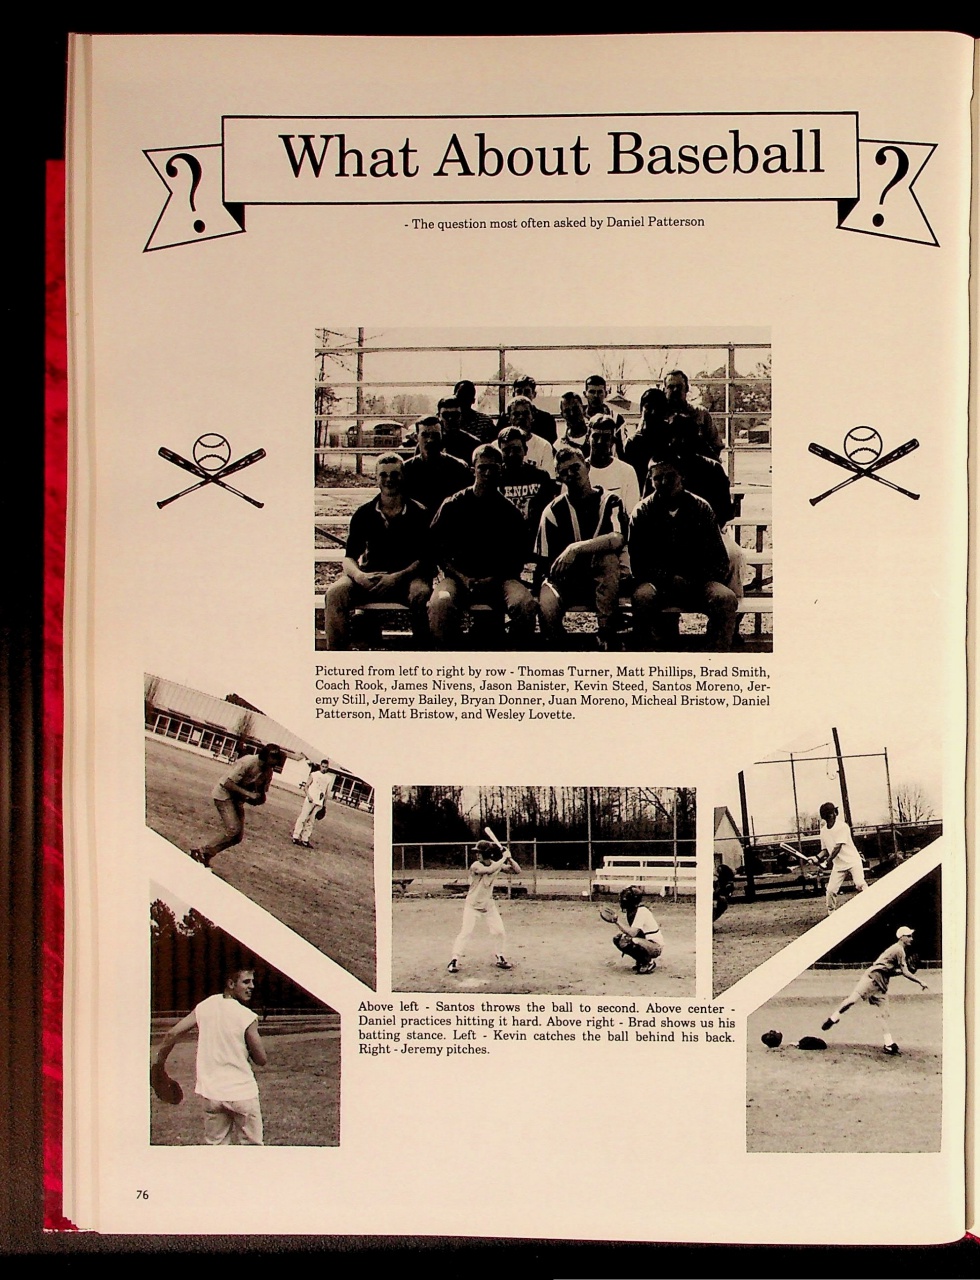 ? What About Baseball ?
- The question most often asked by Daniel Patterson
KNOW
Pictured from letf to right by row - Thomas Turner, Matt Phillips, Brad Smith,
Coach Rook, James Nivens, Jason Banister, Kevin Steed, Santos Moreno, Jer-
emy Still, Jeremy Bailey, Bryan Donner, Juan Moreno, Micheal Bristow, Daniel
Patterson, Matt Bristow, and Wesley Lovette.
Above left - Santos throws the ball to second. Above center -
Daniel practices hitting it hard. Above right - Brad shows us his
batting stance. Left - Kevin catches the ball behind his back.
Right - Jeremy pitches.
76